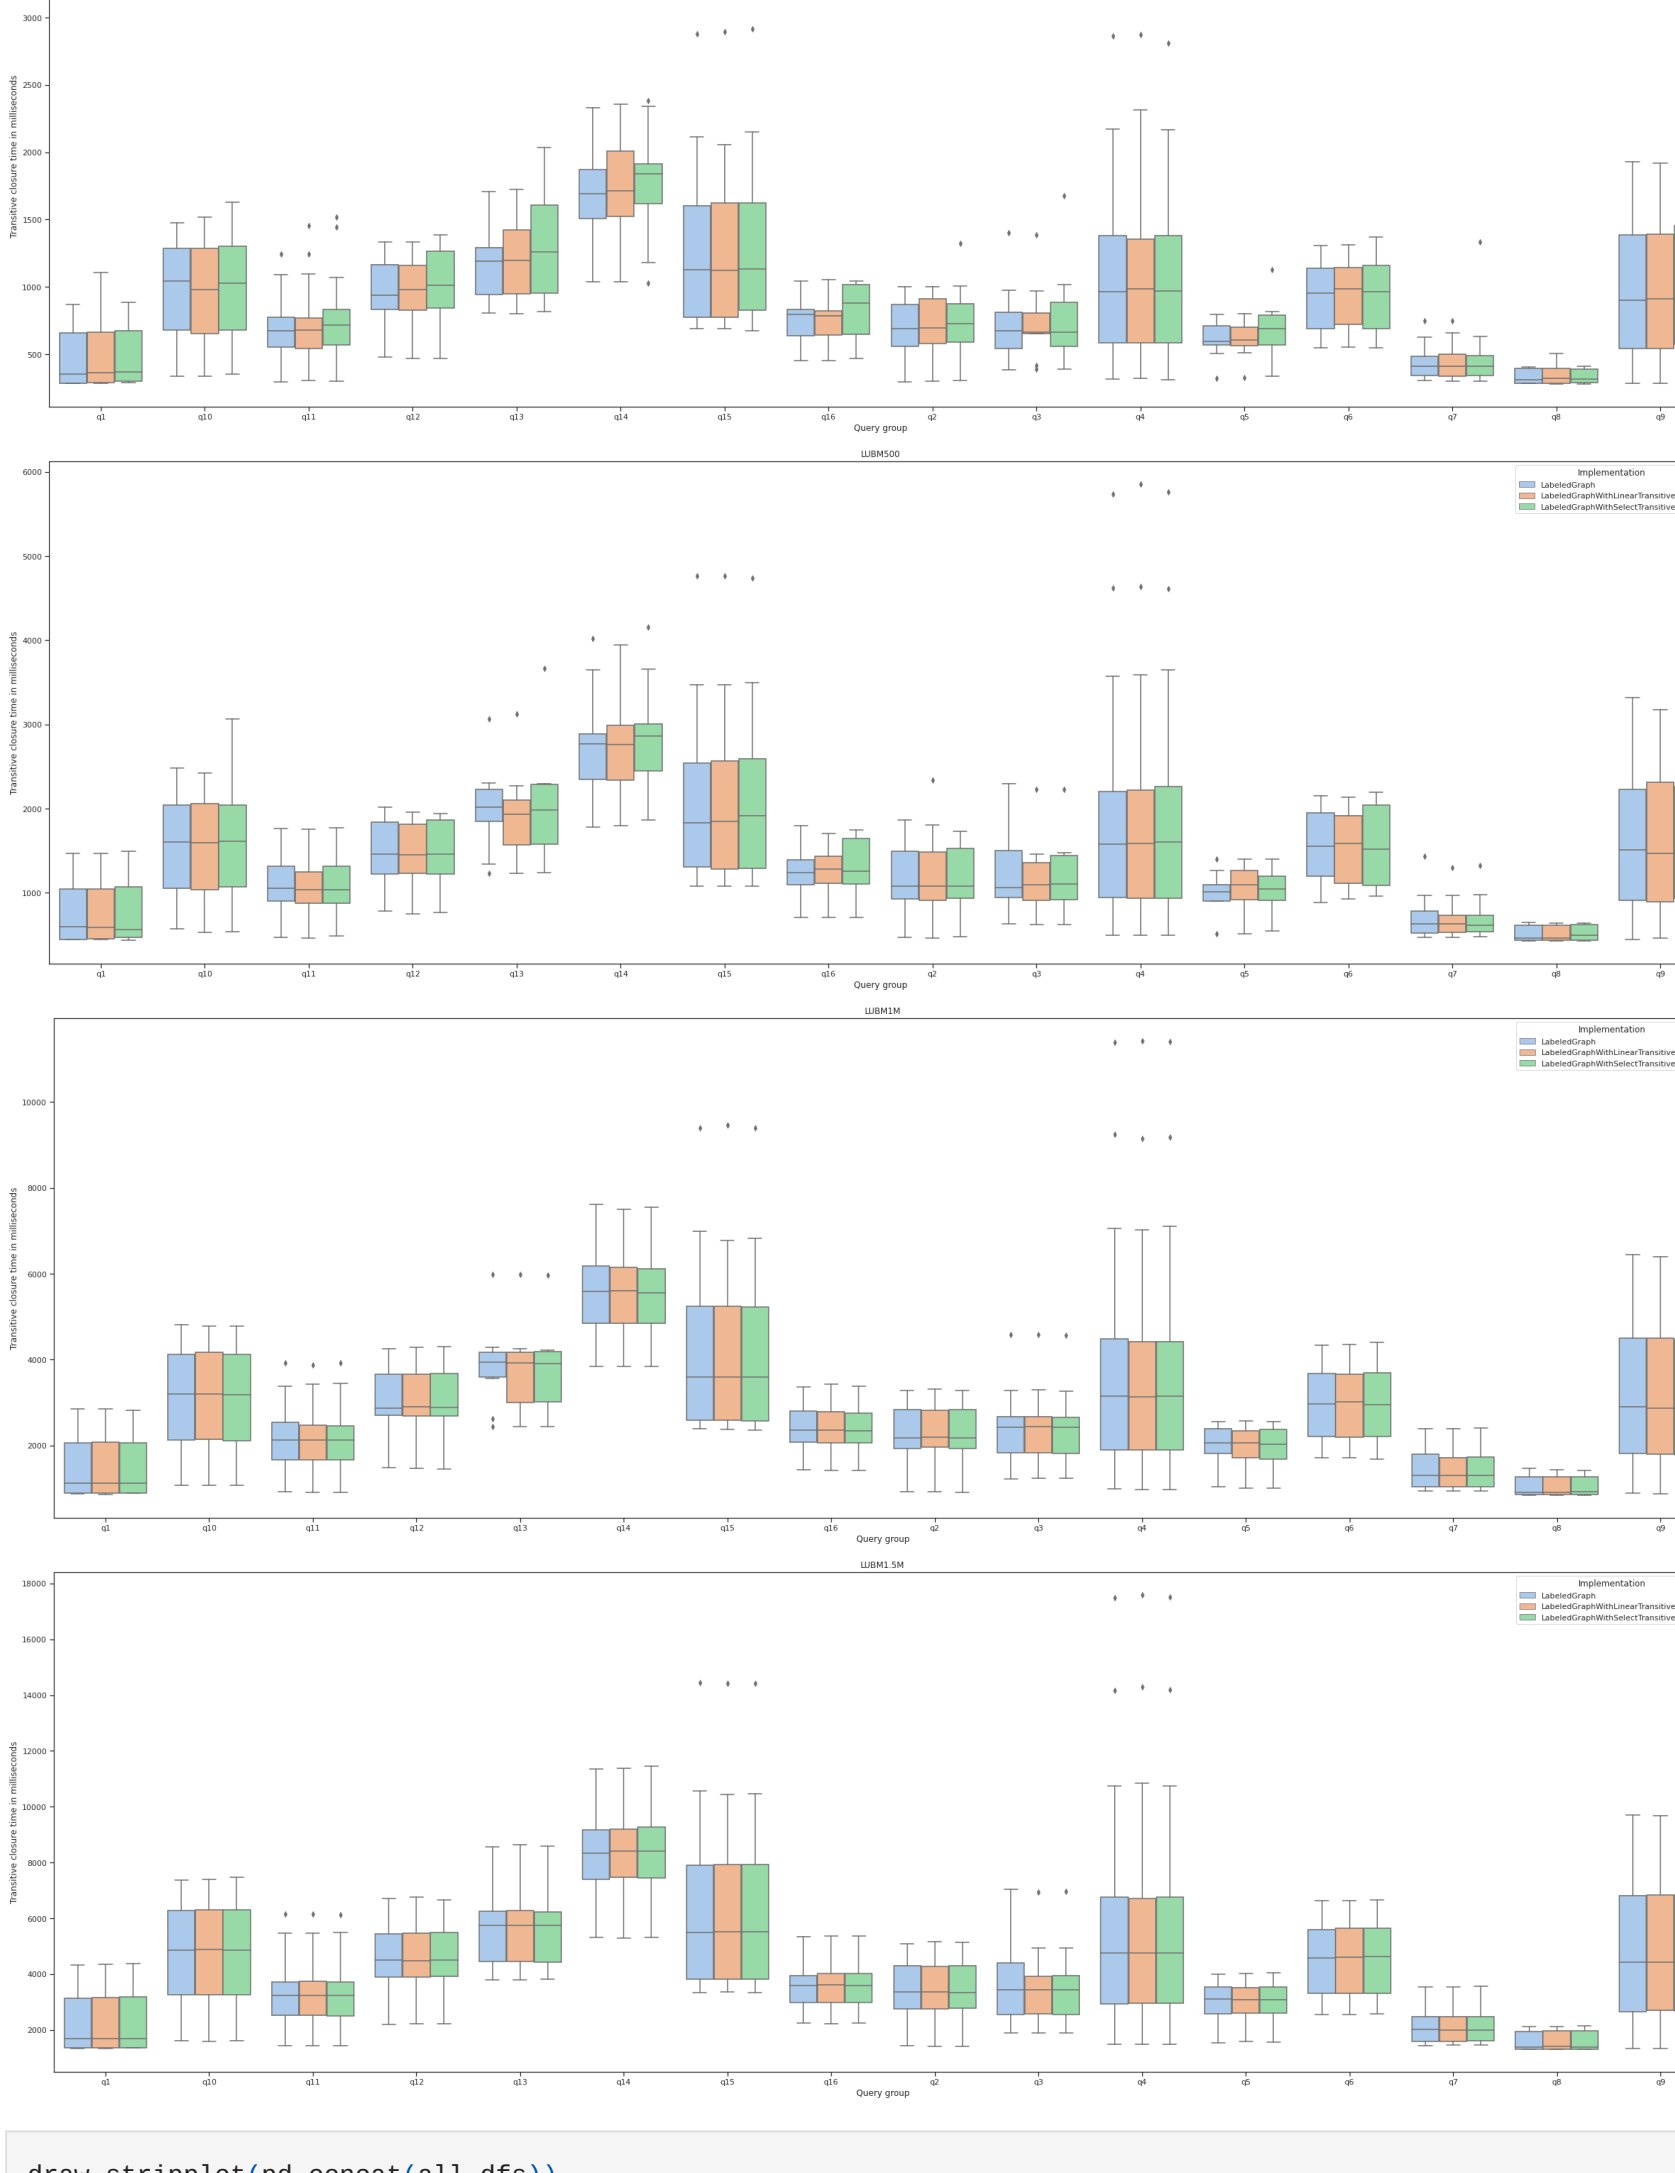 3000
2500
2000
1500
1000
500
Transitive closure time in milliseconds
q1 q10 q11 q12 q13 q14 q15 q16 q2 q3 q4 q5 q6 q7 q8 q9
Query group
LUBM500
Implementation
LabeledGraph
LabeledGraphWithLinearTransitive
LabeledGraphWithSelectTransitive
6000
5000
4000
3000
2000
1000
Transitive closure time in milliseconds
q1 q10 q11 q12 q13 q14 q15 q16 q2 q3 q4 q5 q6 q7 q8 q9
Query group
LUBM1M
Implementation
LabeledGraph
LabeledGraphWithLinearTransitive
LabeledGraphWithSelectTransitive
10000
8000
6000
4000
2000
Transitive closure time in milliseconds
q1 q10 q11 q12 q13 q14 q15 q16 q2 q3 q4 q5 q6 q7 q8 q9
Query group
LUBM1.5M
Implementation
LabeledGraph
LabeledGraphWithLinearTransitive
LabeledGraphWithSelectTransitive
18000
16000
14000
12000
10000
8000
6000
4000
2000
Transitive closure time in milliseconds
q1 q10 q11 q12 q13 q14 q15 q16 q2 q3 q4 q5 q6 q7 q8 q9
Query group
draw_stripplot(pd.concat(all_dfs))